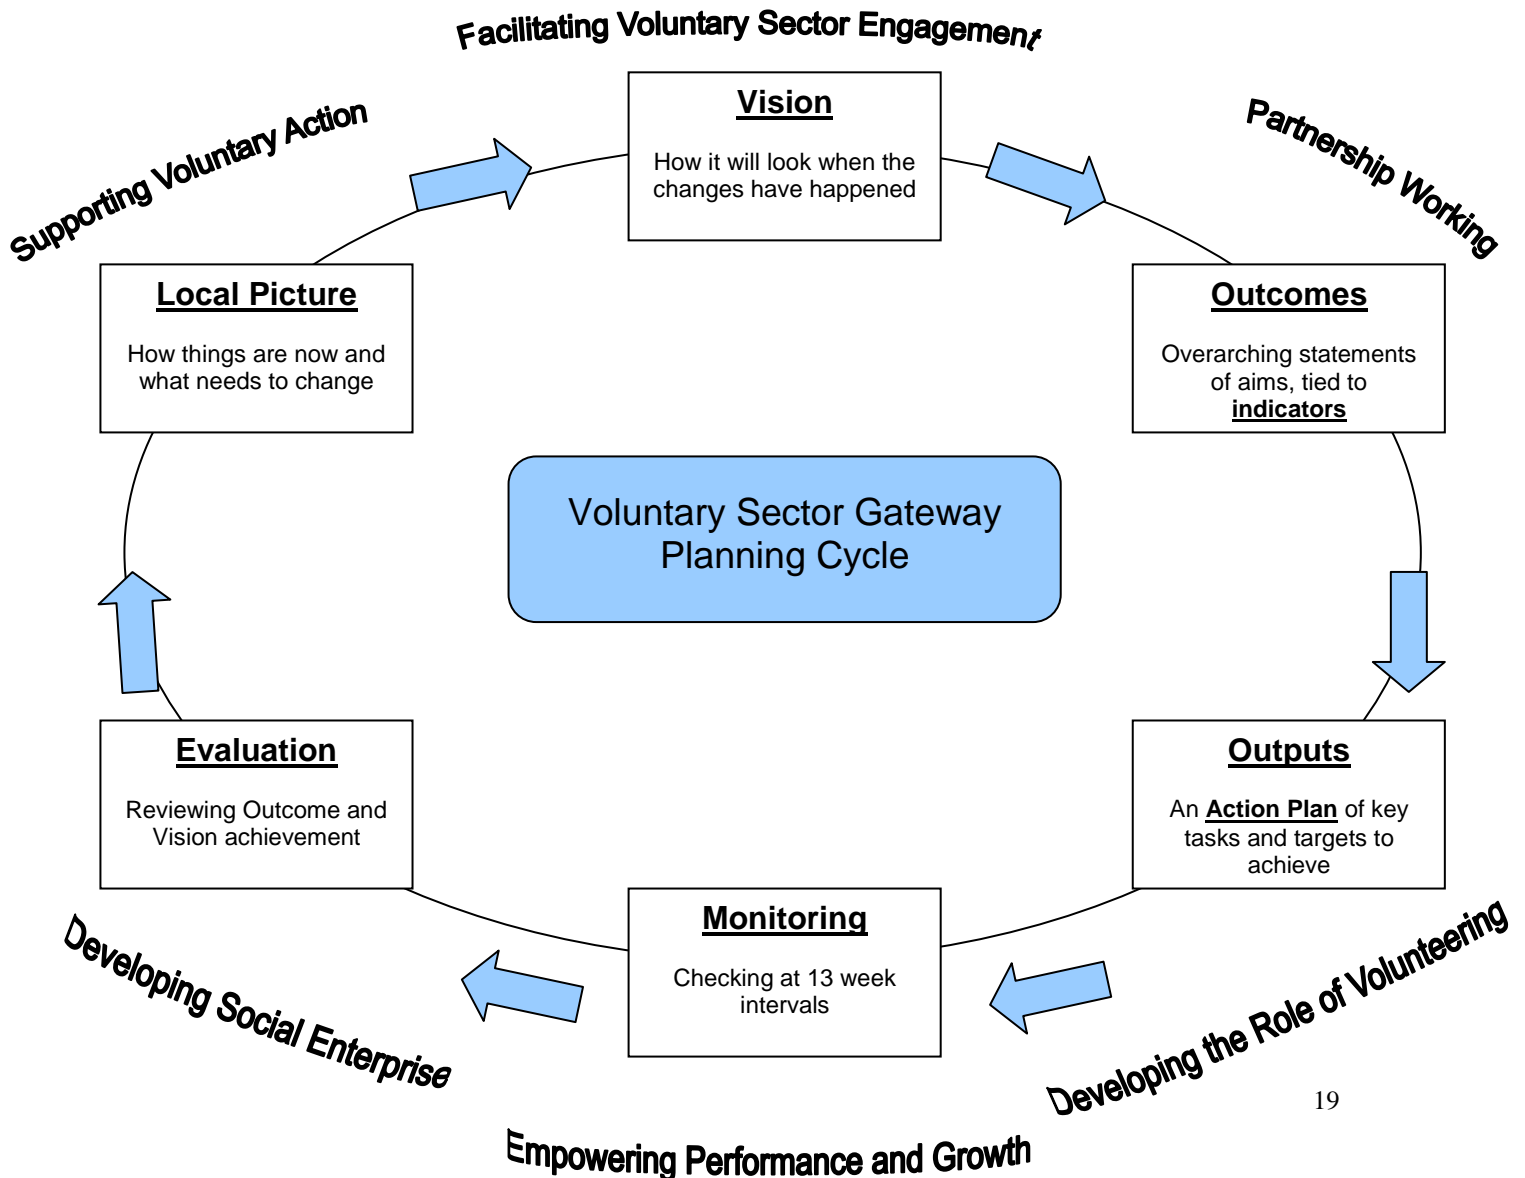 Facilitating Voluntary Sector Engagement
Supporting Voluntary Action
Partnership Working
Vision
How it will look when the
changes have happened
Local Picture
How things are now and
what needs to change
Outcomes
Overarching statements
of aims, tied to
indicators
Voluntary Sector Gateway
Planning Cycle
Evaluation
Reviewing Outcome and
Vision achievement
Outputs
An Action Plan of key
tasks and targets to
achieve
Monitoring
Checking at 13 week
intervals
Developing Social Enterprise
Developing the Role of Volunteering
19
Empowering Performance and Growth